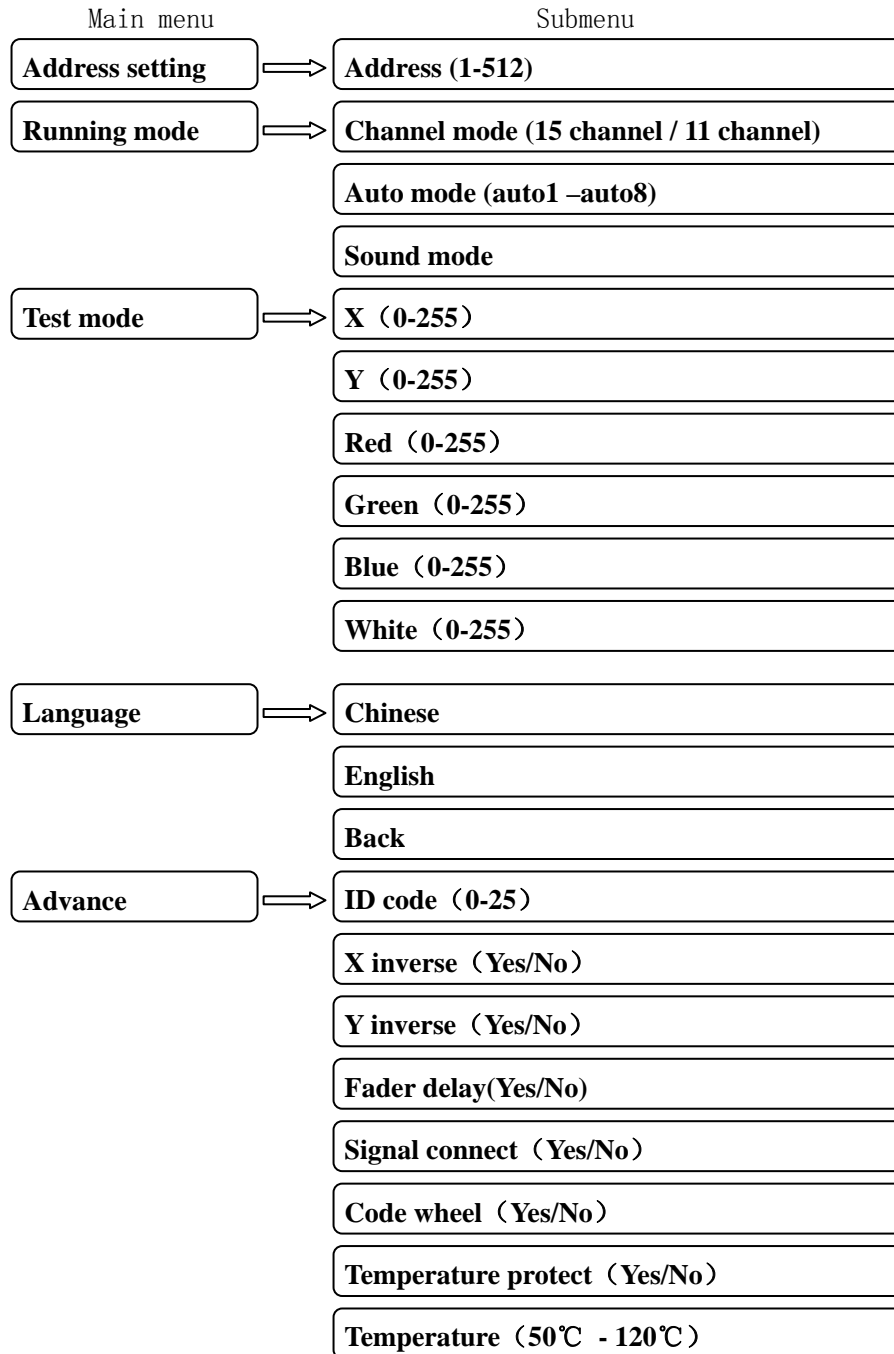 Main menu Submenu
Address setting Address (1-512)
Running mode Channel mode (15 channel / 11 channel)
Auto mode (auto1 –auto8)
Sound mode
Test mode X（0-255）
Y（0-255）
Red（0-255）
Green（0-255）
Blue（0-255）
White（0-255）
Language Chinese
English
Back
Advance ID code（0-25）
X inverse（Yes/No）
Y inverse（Yes/No）
Fader delay(Yes/No)
Signal connect（Yes/No）
Code wheel（Yes/No）
Temperature protect（Yes/No）
Temperature（50℃ - 120℃）